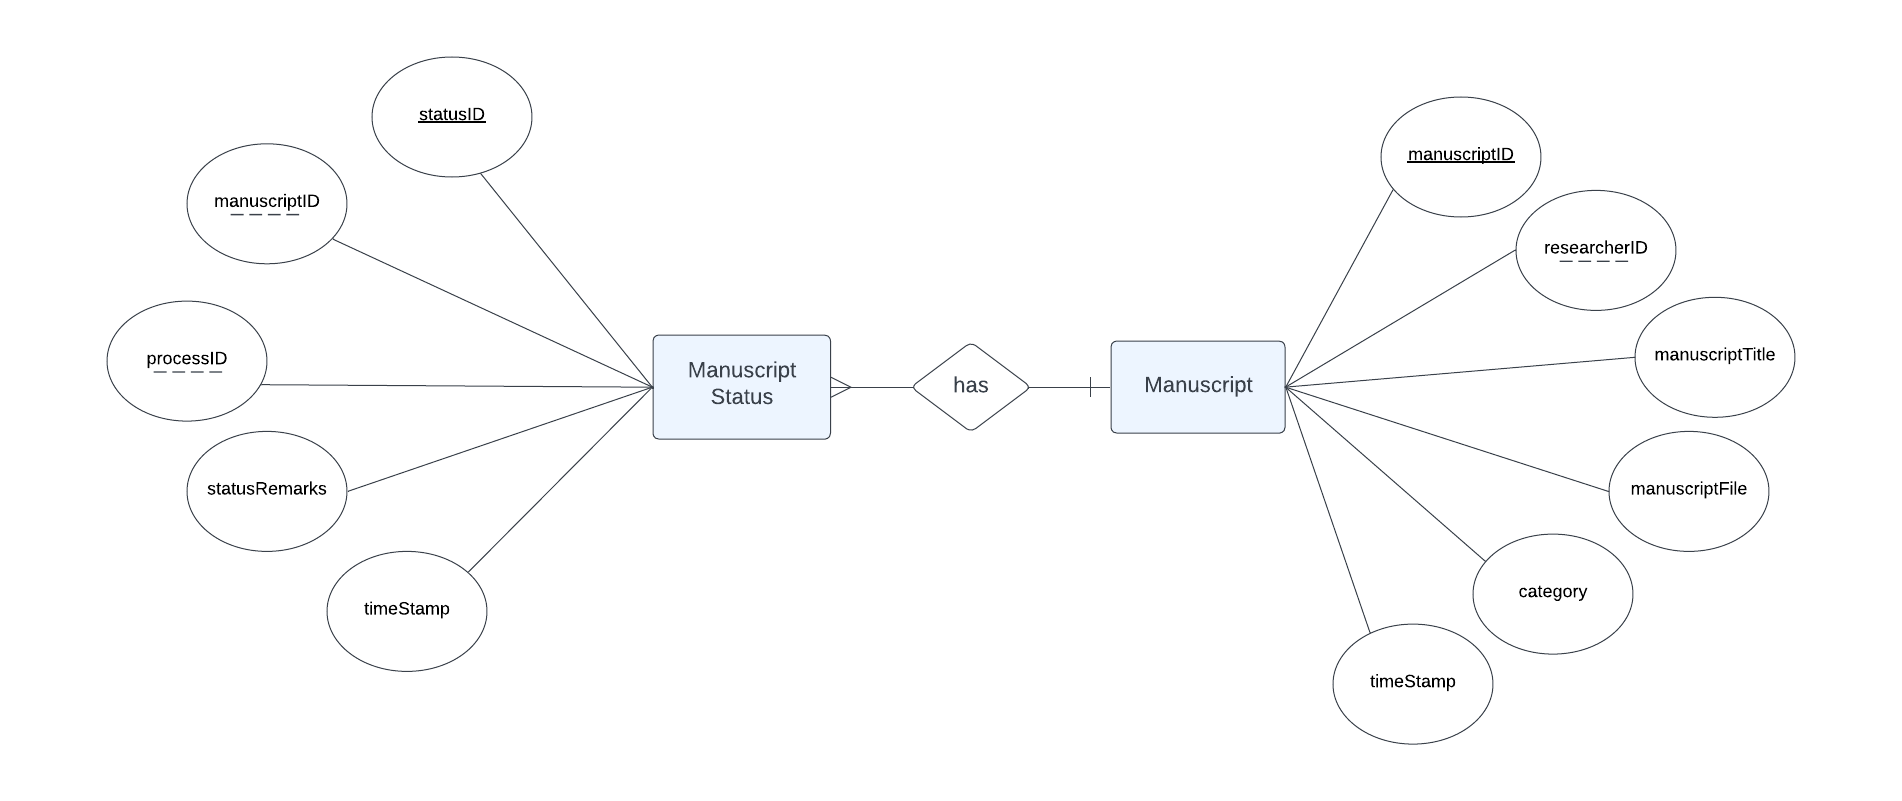 statusID
manuscriptID
processID
statusRemarks
timeStamp
Manuscript
Status
has
Manuscript
manuscriptID
researcherID
manuscriptTitle
manuscriptFile
category
timeStamp